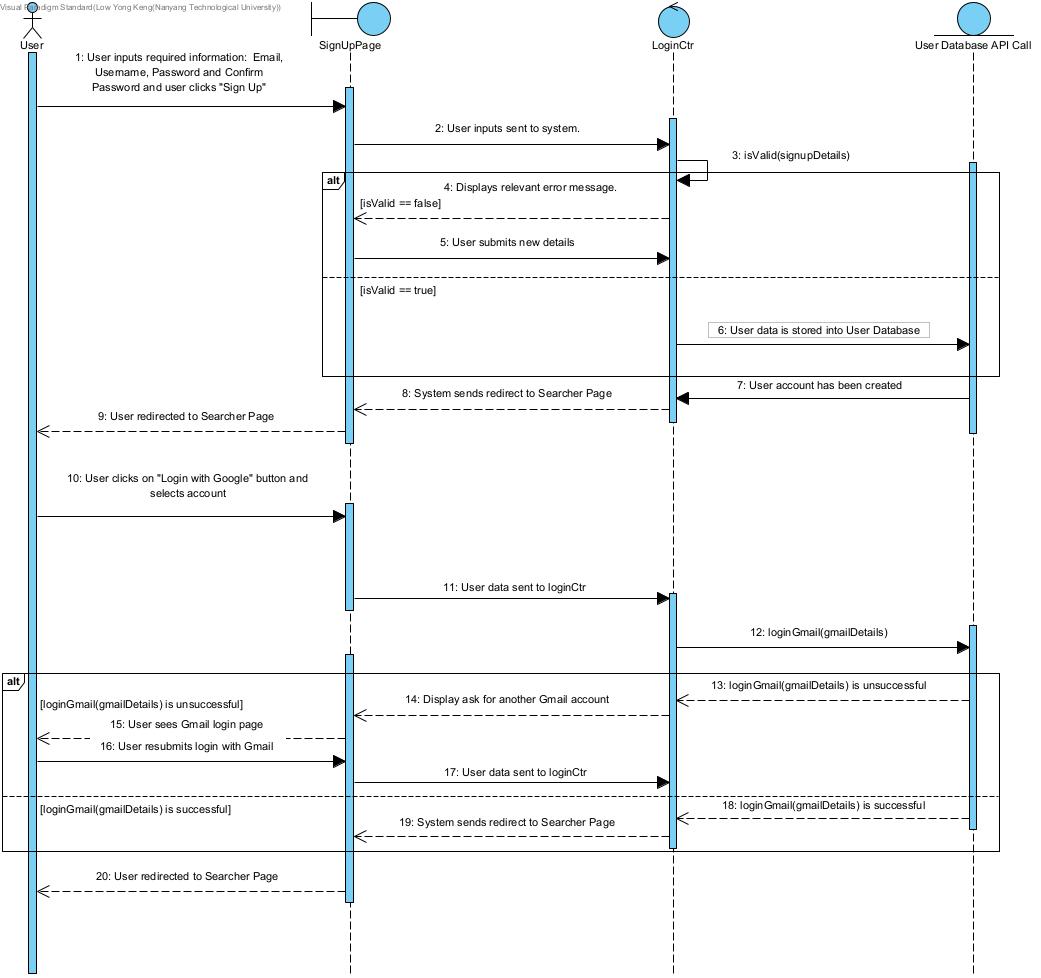 Visual Paradigm Standard(Low Yong Keng(Nanyang Technological University))
User
SignUpPage
LoginCtr
User Database API Call
1: User inputs required information:  Email,
Username, Password and Confirm
Password and user clicks "Sign Up"
2: User inputs sent to system.
3: isValid(signupDetails)
alt
4: Displays relevant error message.
[isValid == false]
5: User submits new details
[isValid == true]
6: User data is stored into User Database
7: User account has been created
8: System sends redirect to Searcher Page
9: User redirected to Searcher Page
10: User clicks on "Login with Google" button and
selects account
11: User data sent to loginCtr
12: loginGmail(gmailDetails)
alt
13: loginGmail(gmailDetails) is unsuccessful
14: Display ask for another Gmail account
[loginGmail(gmailDetails) is unsuccessful]
15: User sees Gmail login page
16: User resubmits login with Gmail
17: User data sent to loginCtr
[loginGmail(gmailDetails) is successful]
18: loginGmail(gmailDetails) is successful
19: System sends redirect to Searcher Page
20: User redirected to Searcher Page